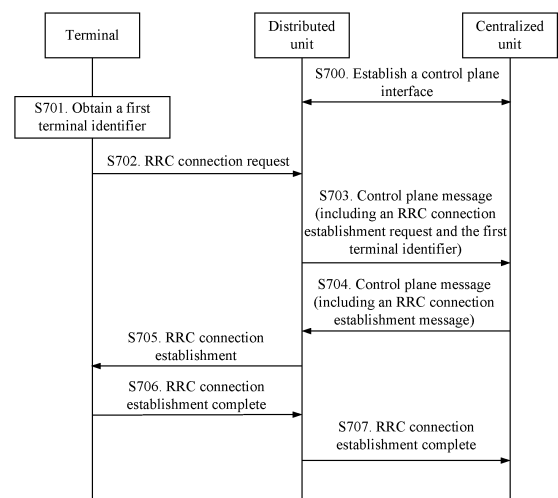 Terminal
Distributed
unit
Centralized
unit
S700. Establish a control plane
interface
S701. Obtain a first
terminal identifier
S702. RRC connection request
S703. Control plane message
(including an RRC connection
establishment request and the first
terminal identifier)
S704. Control plane message
(including an RRC connection
establishment message)
S705. RRC connection
establishment
S706. RRC connection
establishment complete
S707. RRC connection
establishment complete